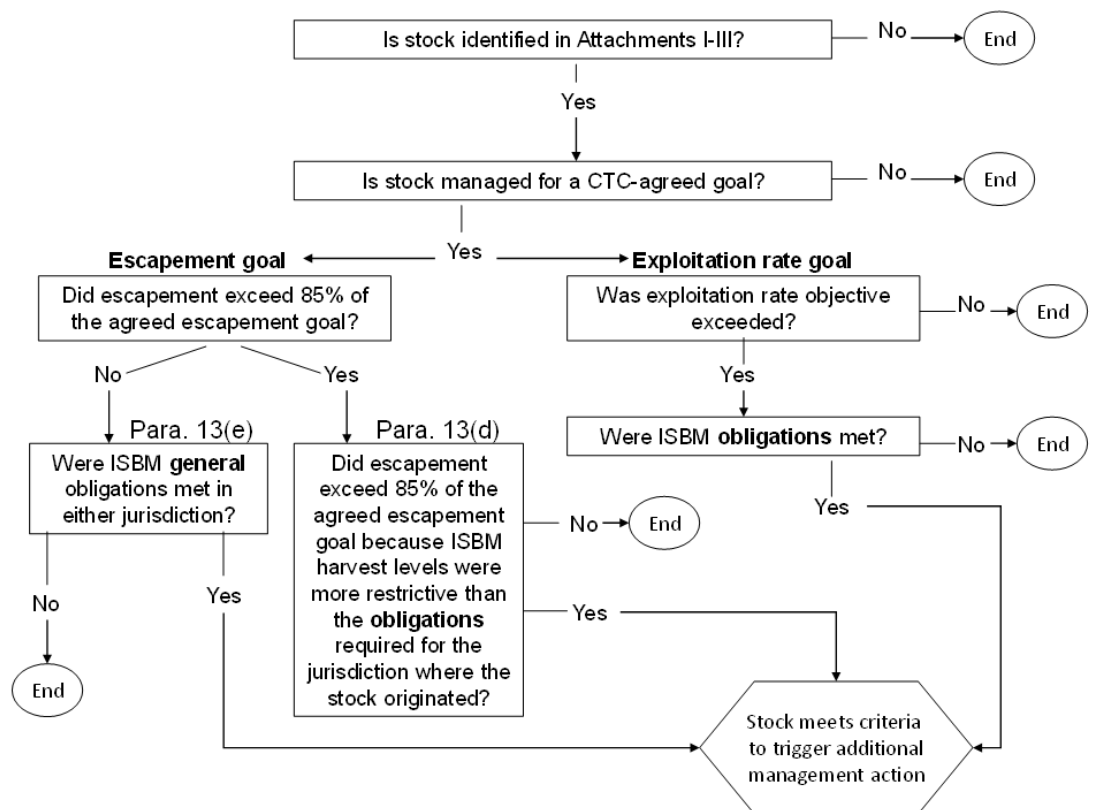 Is stock identified in Attachments I-III?
No
End
Yes
Is stock managed for a CTC-agreed goal?
No
End
Yes
Escapement goal
Exploitation rate goal
Did escapement exceed 85% of
the agreed escapement goal?
Was exploitation rate objective
exceeded?
No
End
No
Yes
Yes
Para. 13(e)
Para. 13(d)
Were ISBM general
obligations met in
either jurisdiction?
Did escapement
exceed 85% of the
agreed escapement
goal because ISBM
harvest levels were
more restrictive than
the obligations
required for the
jurisdiction where the
stock originated?
Were ISBM obligations met?
No
End
Yes
No
End
No
Yes
Yes
End
Stock meets criteria
to trigger additional
management action